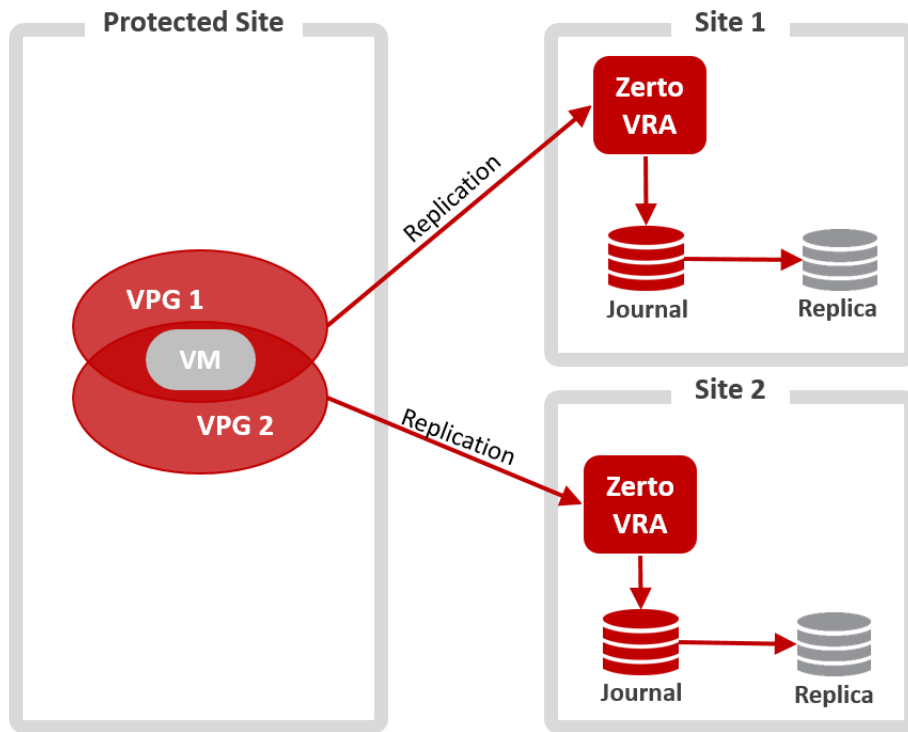 Protected Site
VPG 1
VM
VPG 2
Replication
Replication
Site 1
Zerto
VRA
Journal
Replica
Site 2
Zerto
VRA
Journal
Replica